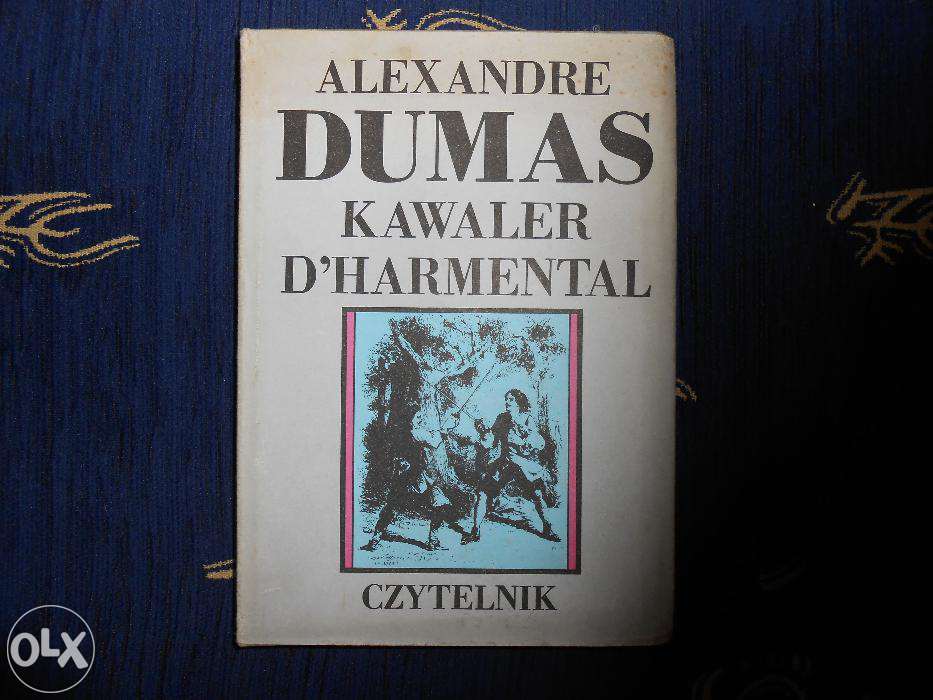 ALEXANDRE
DUMAS
KAWALER
D'HARMENTAL
CZYTELNIK
OLX